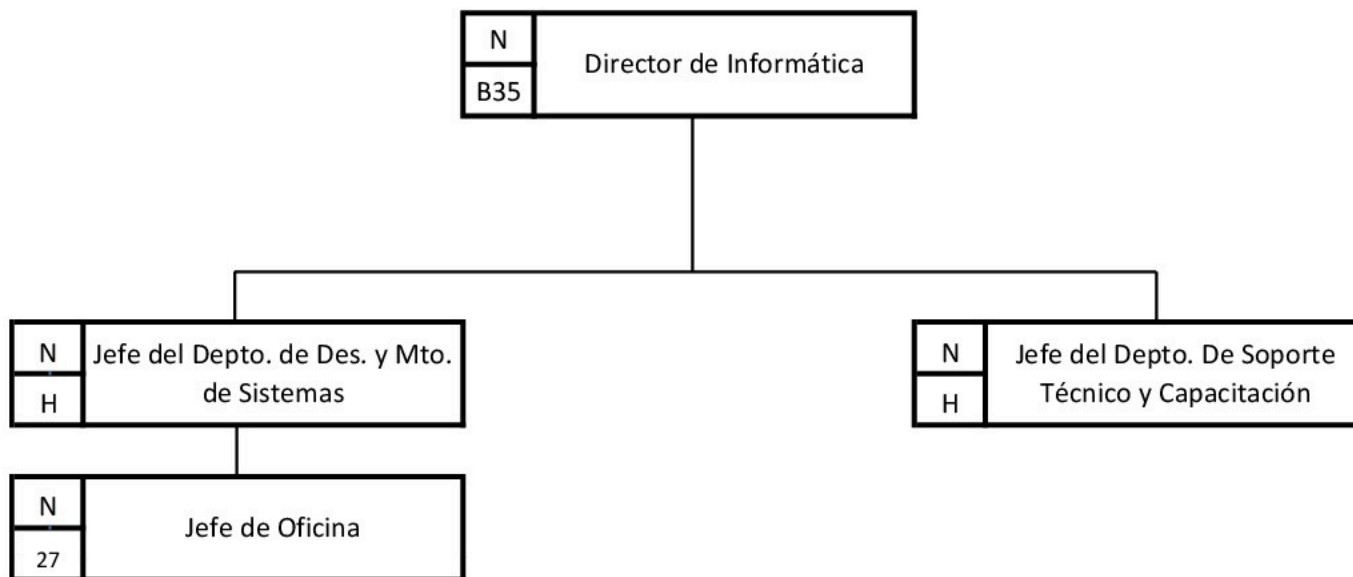 N
B35
Director de Informática
N
H
Jefe del Depto. de Des. y Mto.
de Sistemas
N
H
Jefe del Depto. De Soporte
Técnico y Capacitación
N
27
Jefe de Oficina